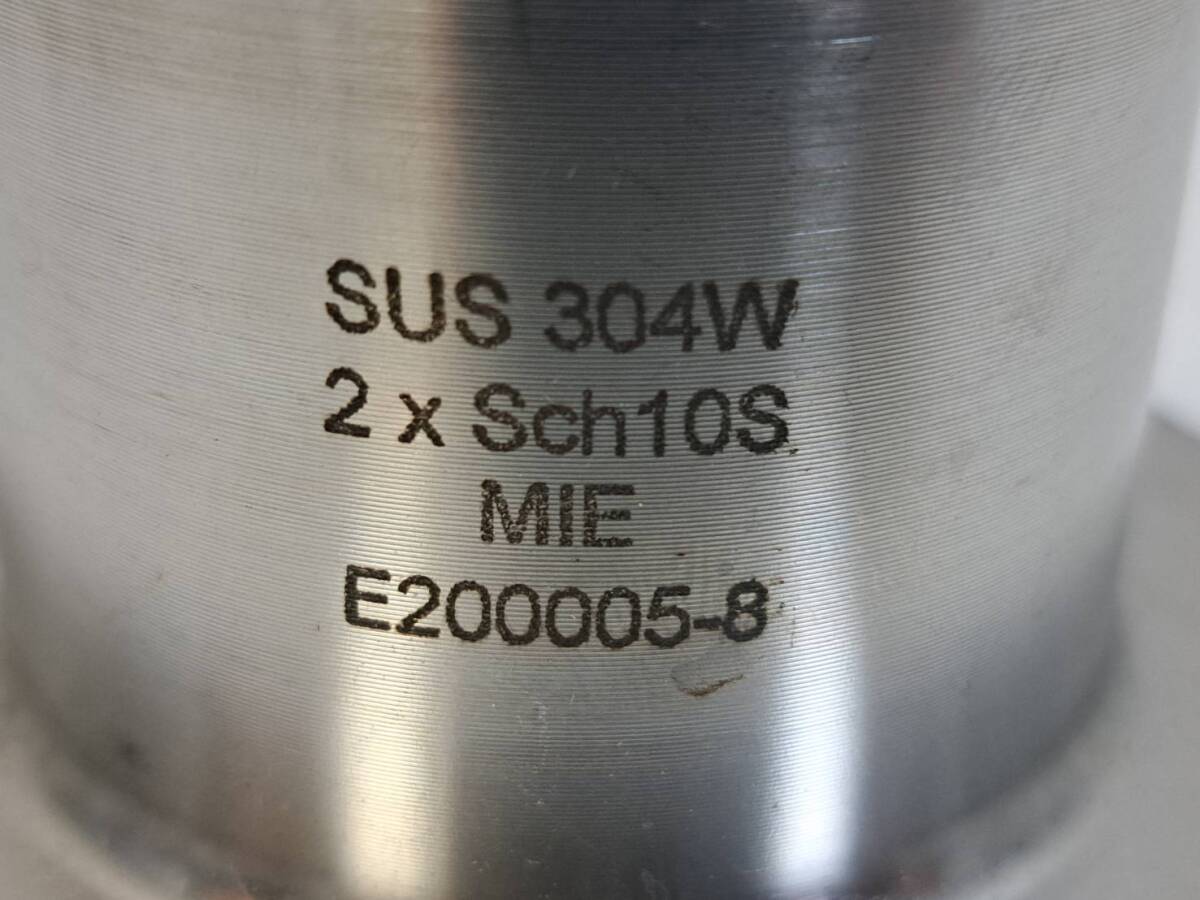 SUS 304W
2 x Sch10S
MIE
E200005-8